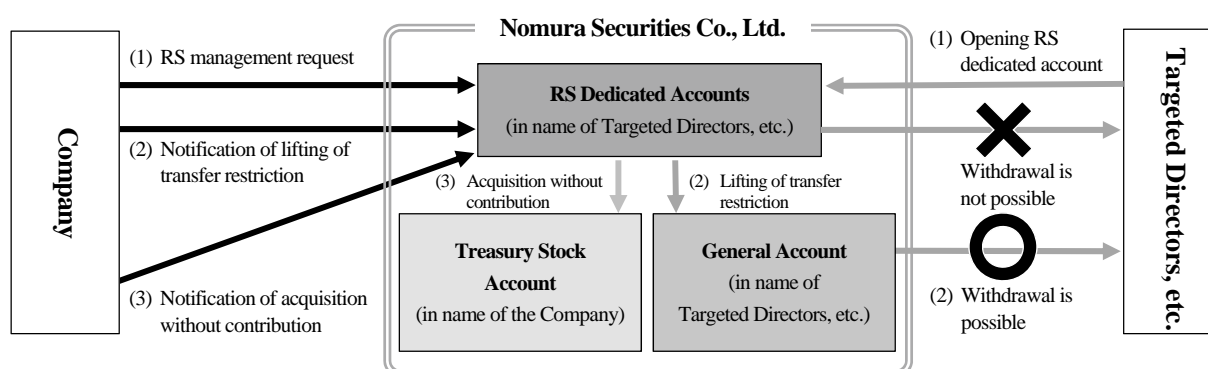 Nomura Securities Co., Ltd.
Company
(1) RS management request
(2) Notification of lifting of
transfer restriction
(3) Notification of acquisition
without contribution
RS Dedicated Accounts
(in name of Targeted Directors, etc.)
(3) Acquisition without
contribution
(2) Lifting of transfer
restriction
Treasury Stock
Account
(in name of the Company)
General Account
(in name of
Targeted Directors, etc.)
(1) Opening RS
dedicated account
Withdrawal is
not possible
(2) Withdrawal is
possible
Targeted Directors, etc.